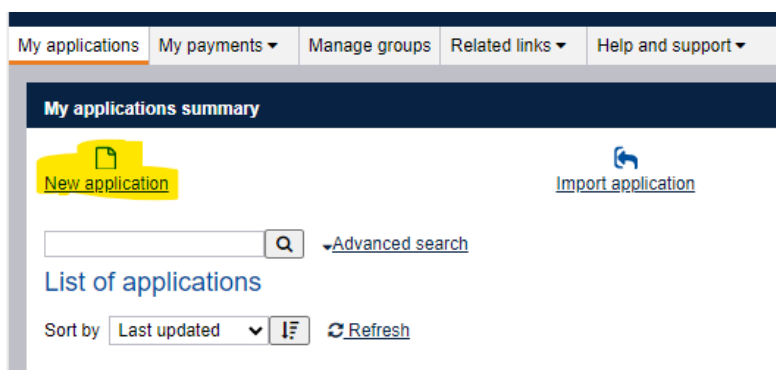 My applications My payments Manage groups Related links Help and support
My applications summary
New application Import application
Advanced search
List of applications
Sort by Last updated Refresh